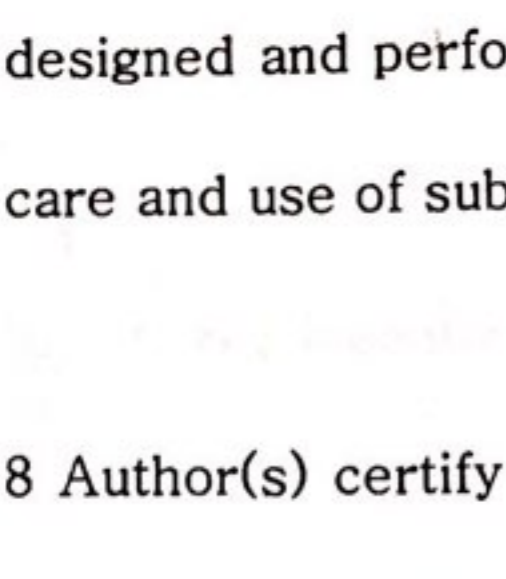 designed and perfo
care and use of sub
8 Author(s) certify